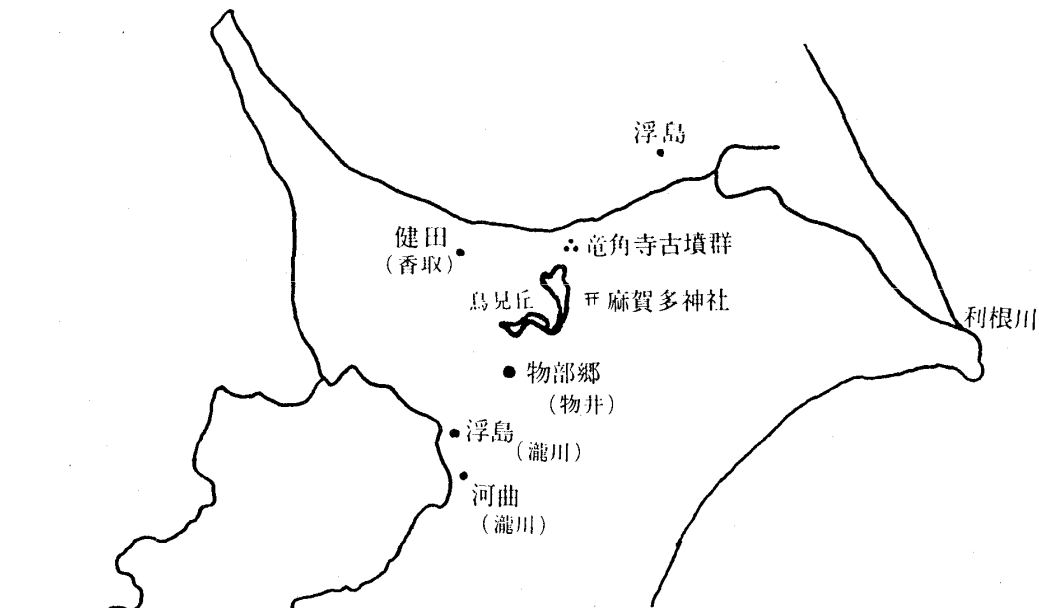 浮島
健田
(香取)
竜角寺古墳群
鳥見丘
麻賀多神社
利根川
物部郷
(物井)
浮島
(瀧川)
河曲
(瀧川)